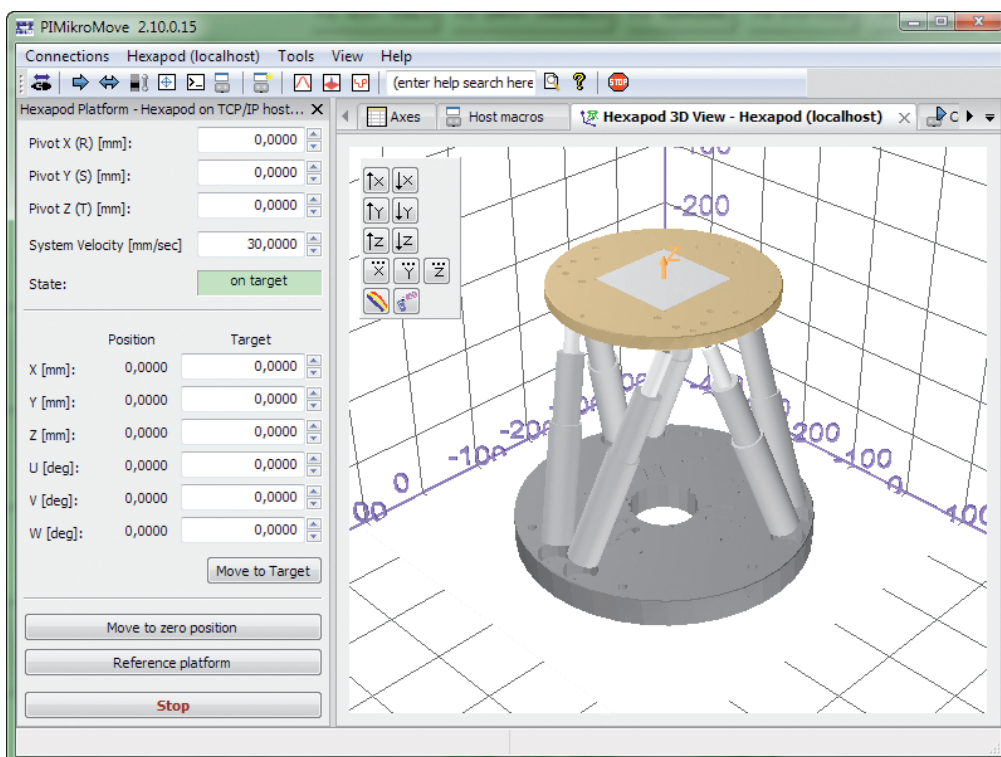 PIMikroMove 2.10.0.15
Connections Hexapod (localhost) Tools View Help
(enter help search here
STOP
Hexapod Platform - Hexapod on TCP/IP host... X
Axes Host macros Hexapod 3D View - Hexapod (localhost) C
Pivot X (R) [mm]: 0,0000
Pivot Y (S) [mm]: 0,0000
Pivot Z (T) [mm]: 0,0000
System Velocity [mm/sec] 30,0000
State: on target
Position Target
X [mm]: 0,0000 0,0000
Y [mm]: 0,0000 0,0000
Z [mm]: 0,0000 0,0000
U [deg]: 0,0000 0,0000
V [deg]: 0,0000 0,0000
W [deg]: 0,0000 0,0000
Move to Target
Move to zero position
Reference platform
Stop
X X
Y Y
Z Z
X Y Z
-200
Z
-200
-100
0
00
-200
-100
0
100